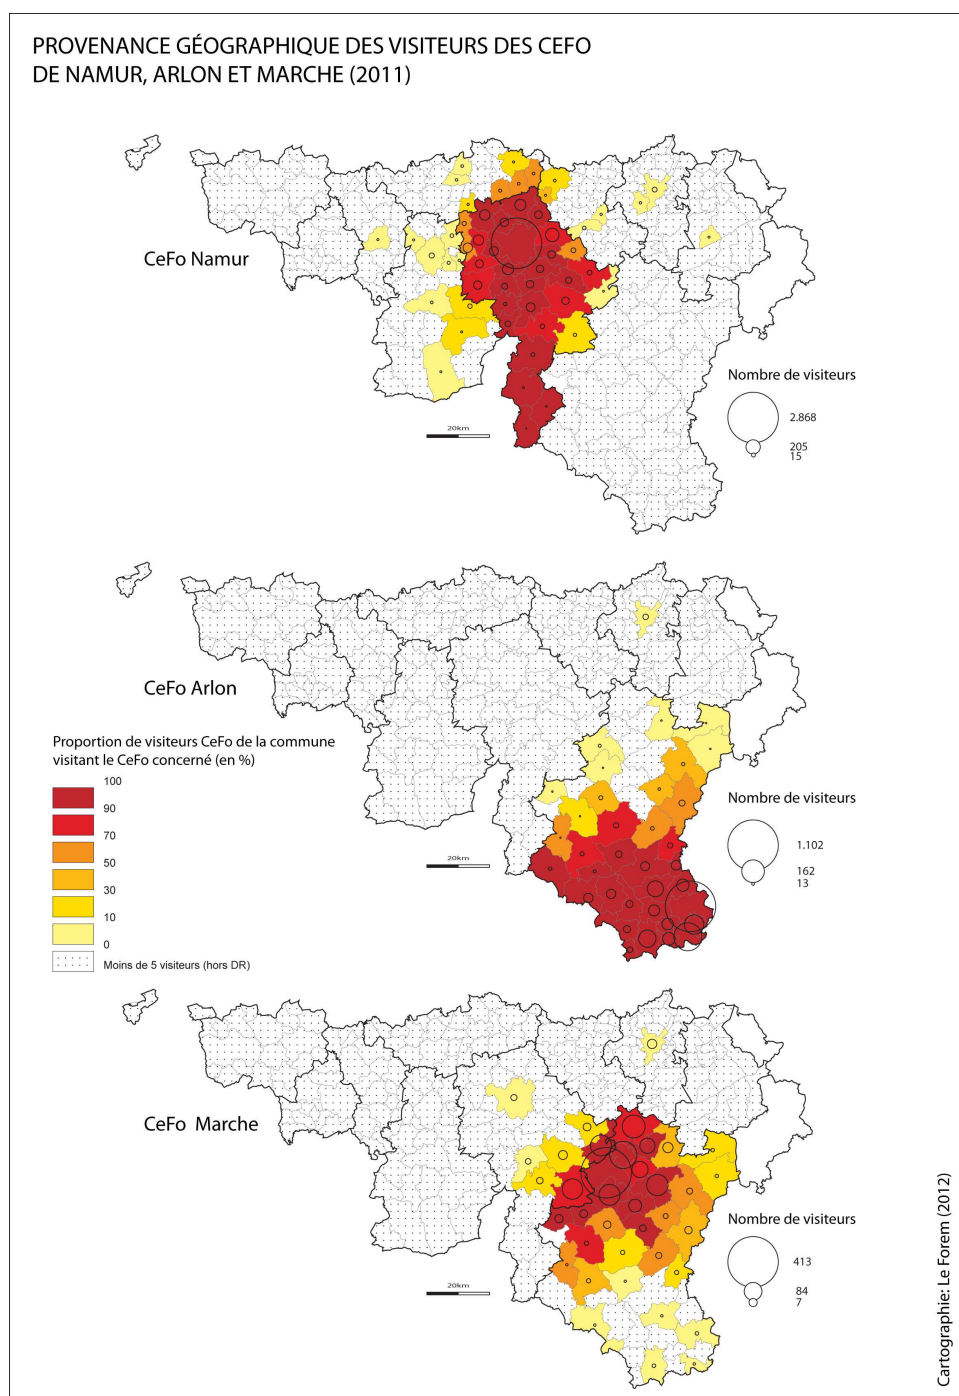 PROVENANCE GÉOGRAPHIQUE DES VISITEURS DES CEFO
DE NAMUR, ARLON ET MARCHE (2011)
CeFo Namur
Nombre de visiteurs
2.868
205
15
20km
CeFo Arlon
Proportion de visiteurs CeFo de la commune
visitant le CeFo concerné (en %)
100
90
70
50
30
10
0
Moins de 5 visiteurs (hors DR)
Nombre de visiteurs
1.102
162
13
20km
CeFo Marche
Nombre de visiteurs
413
84
7
20km
Cartographie: Le Forem (2012)